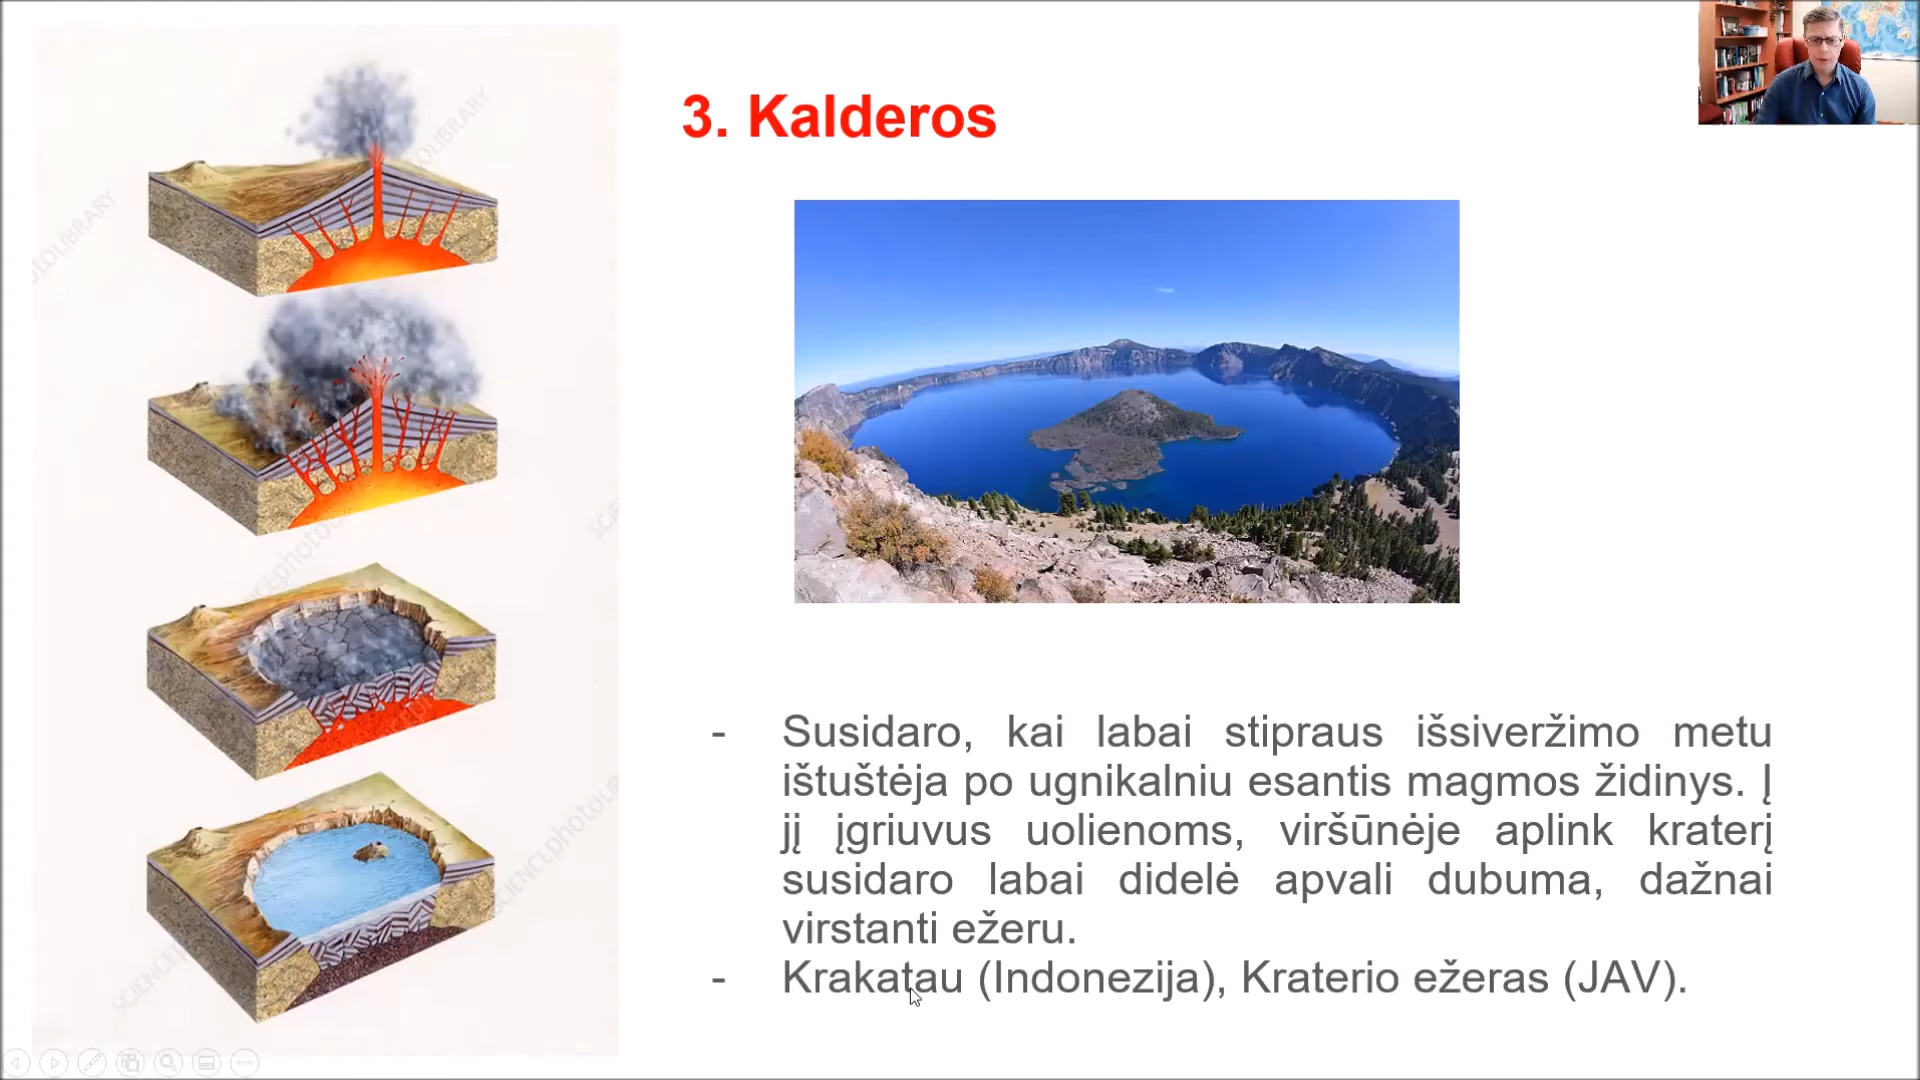 3. Kalderos
- Susidaro, kai labai stipraus išsiveržimo metu
ištuštėja po ugnikalniu esantis magmos židinys. Į
jį įgriuvus uolienoms, viršūnėje aplink kraterį
susidaro labai didelė apvali dubuma, dažnai
virstanti ežeru.
- Krakatau (Indonezija), Kraterio ežeras (JAV).